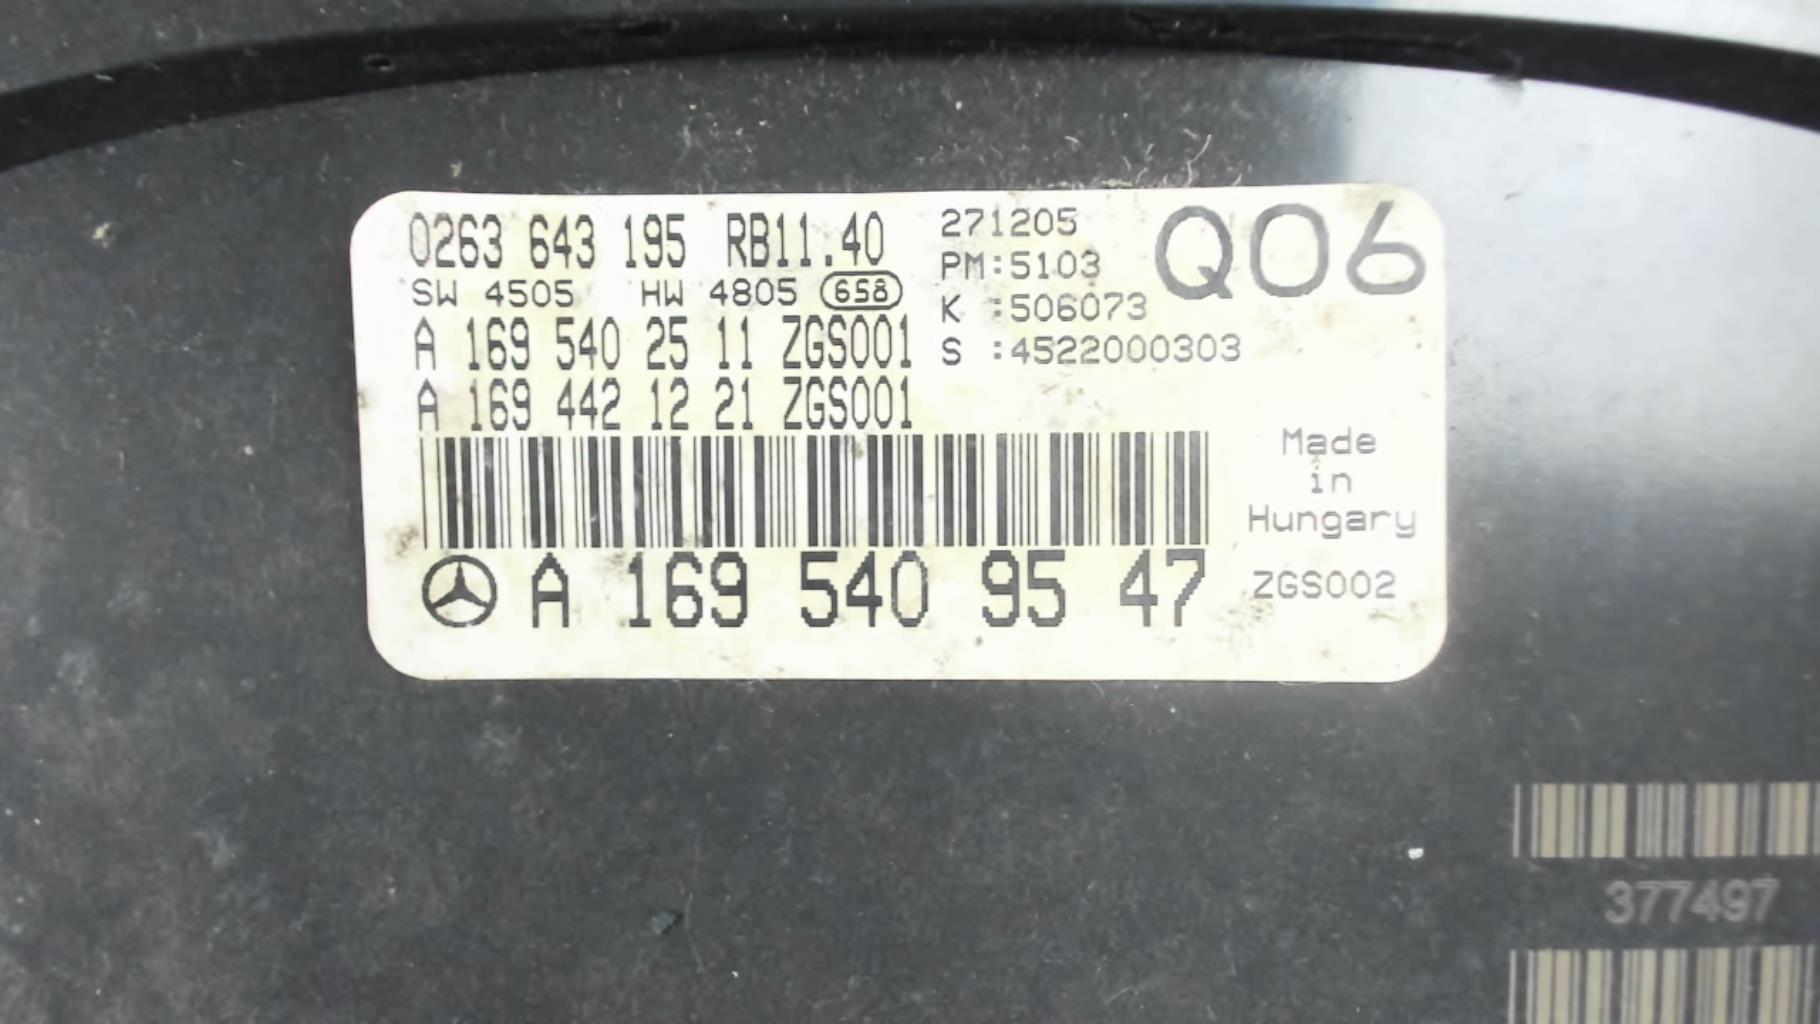 0263 643 195 RB11.40
SW 4505 HW 4805 658
A 169 540 25 11 ZGS001
A 169 442 12 21 ZGS001
271205
PM:5103
K :506073
S :4522000303
Q06
Made
in
Hungary
A 169 540 95 47
ZGS002
377497